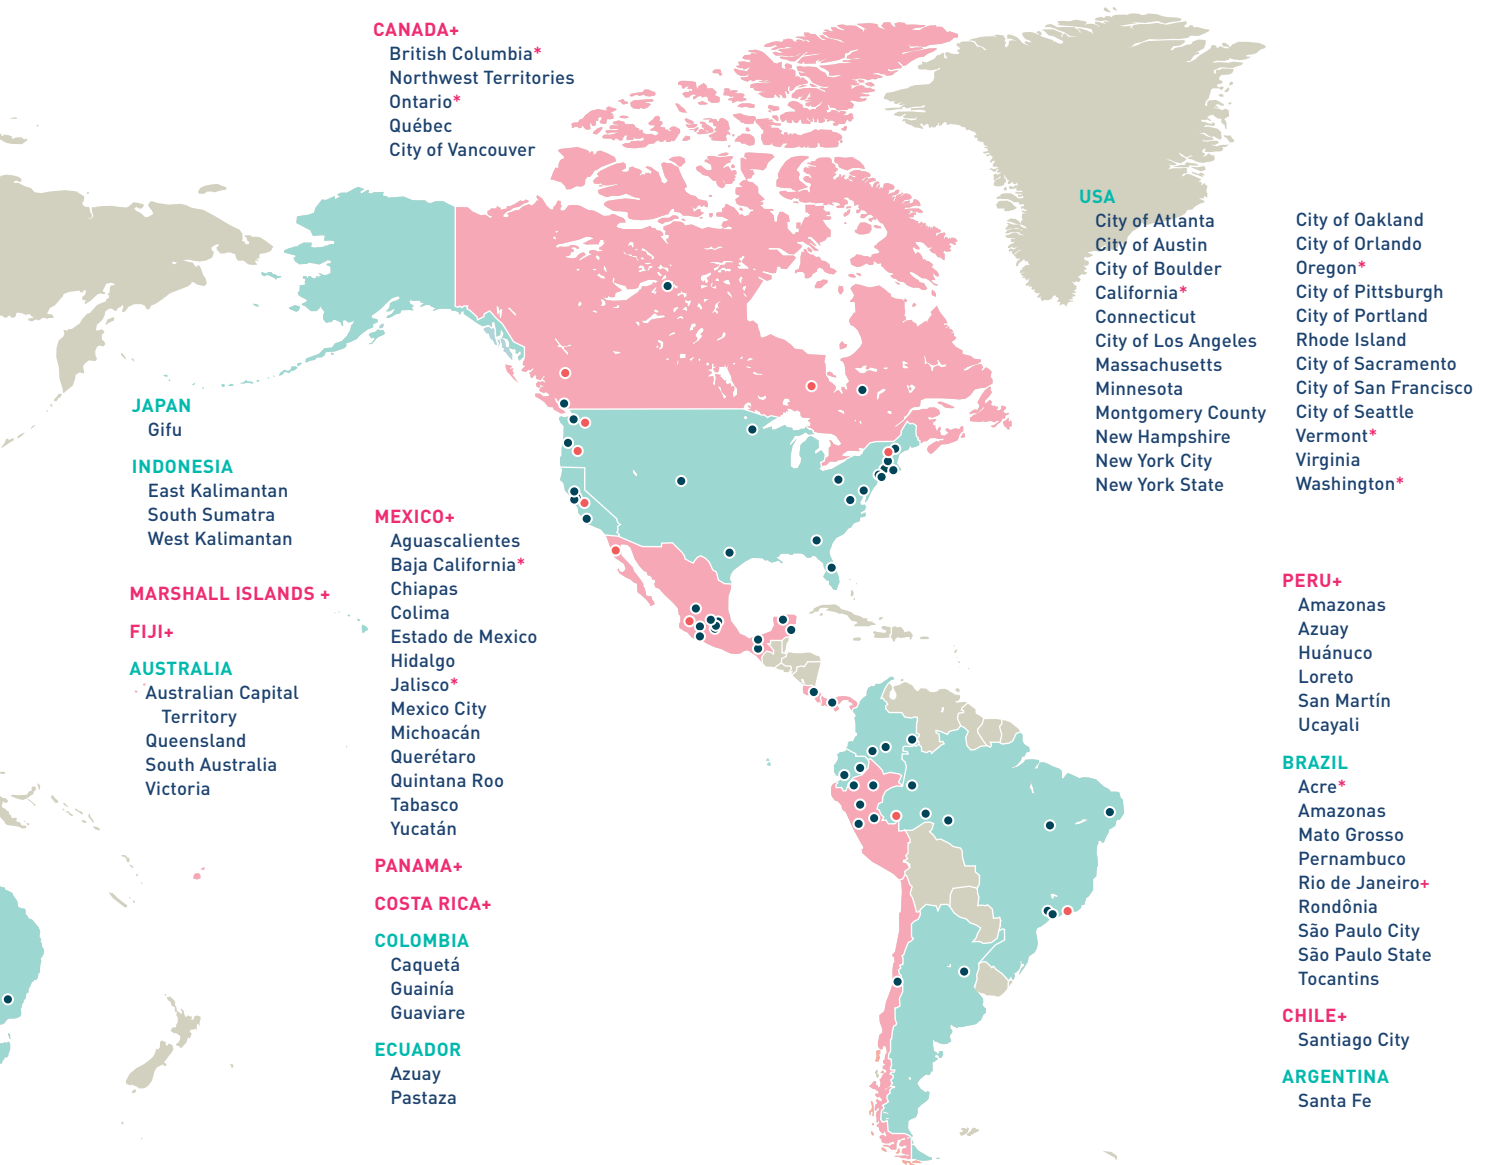 CANADA+
British Columbia*
Northwest Territories
Ontario*
Québec
City of Vancouver
USA
City of Atlanta
City of Austin
City of Boulder
California*
Connecticut
City of Los Angeles
Massachusetts
Minnesota
Montgomery County
New Hampshire
New York City
New York State
City of Oakland
City of Orlando
Oregon*
City of Pittsburgh
City of Portland
Rhode Island
City of Sacramento
City of San Francisco
City of Seattle
Vermont*
Virginia
Washington*
JAPAN
Gifu
INDONESIA
East Kalimantan
South Sumatra
West Kalimantan
MARSHALL ISLANDS +
FIJI+
AUSTRALIA
Australian Capital
Territory
Queensland
South Australia
Victoria
MEXICO+
Aguascalientes
Baja California*
Chiapas
Colima
Estado de Mexico
Hidalgo
Jalisco*
Mexico City
Michoacán
Querétaro
Quintana Roo
Tabasco
Yucatán
PANAMA+
COSTA RICA+
COLOMBIA
Caquetá
Guainía
Guaviare
ECUADOR
Azuay
Pastaza
PERU+
Amazonas
Azuay
Huánuco
Loreto
San Martín
Ucayali
BRAZIL
Acre*
Amazonas
Mato Grosso
Pernambuco
Rio de Janeiro+
Rondônia
São Paulo City
São Paulo State
Tocantins
CHILE+
Santiago City
ARGENTINA
Santa Fe